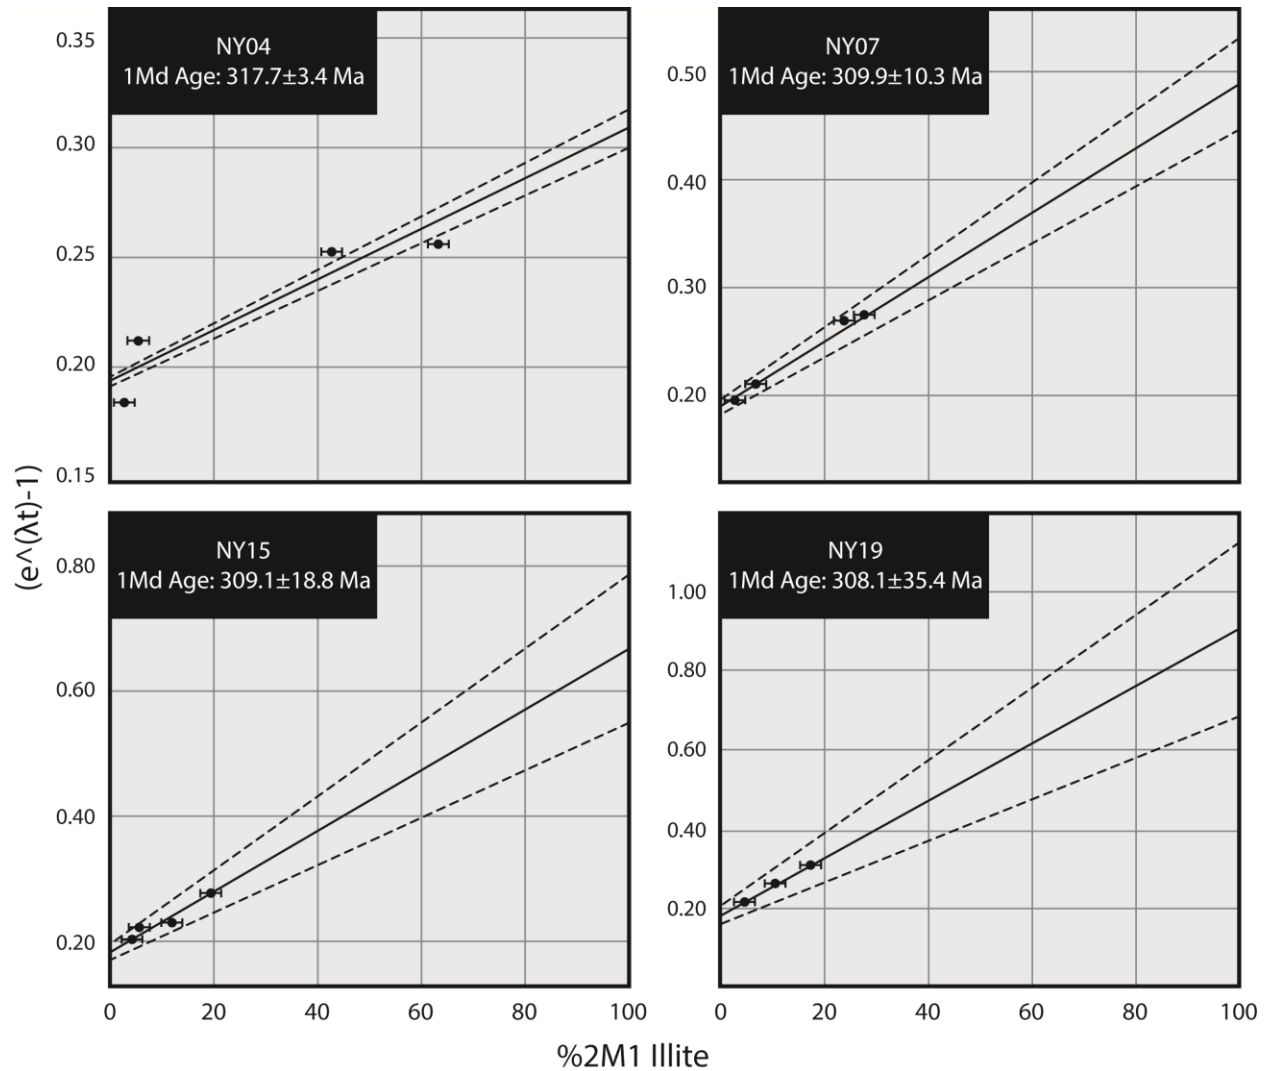 NY04
1Md Age: 317.7±3.4 Ma
0.35
0.30
0.25
0.20
0.15
NY07
1Md Age: 309.9±10.3 Ma
0.50
0.40
0.30
0.20
(e^(λt)-1)
NY15
1Md Age: 309.1±18.8 Ma
0.80
0.60
0.40
0.20
0 20 40 60 80 100
NY19
1Md Age: 308.1±35.4 Ma
1.00
0.80
0.60
0.40
0.20
0 20 40 60 80 100
%2M1 Illite